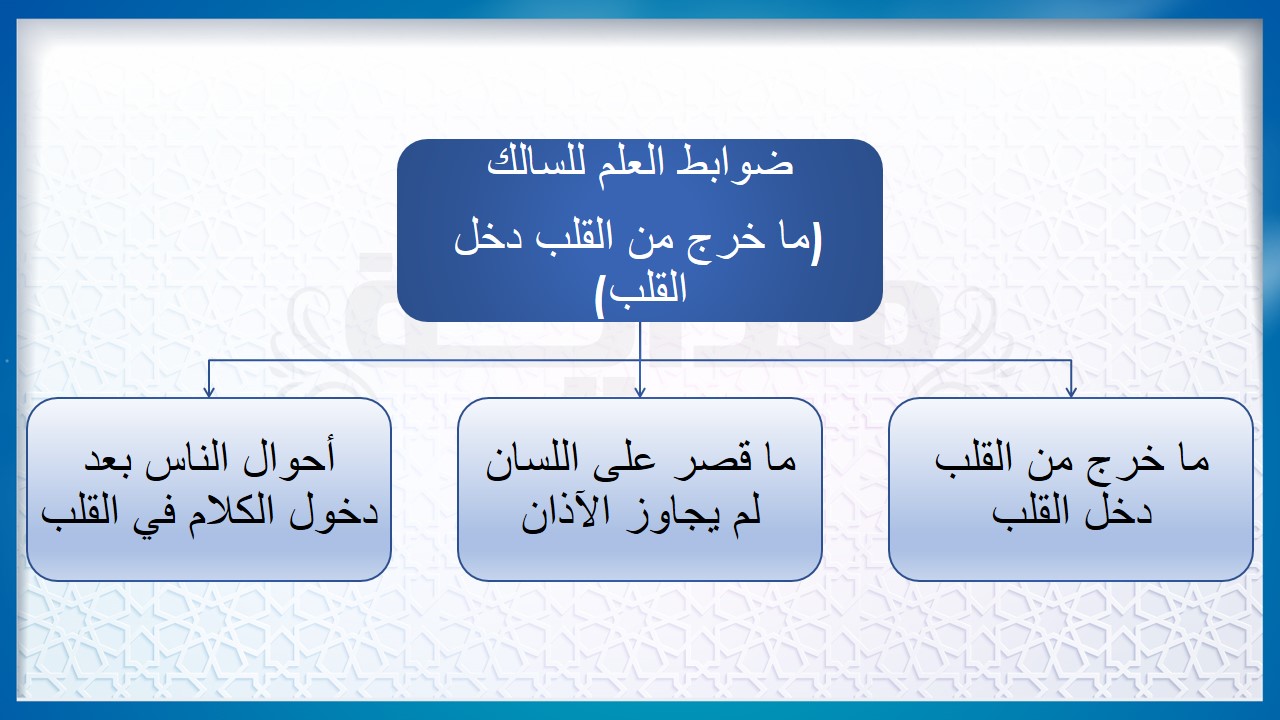 ضوابط العلم للسالك
(ما خرج من القلب دخل
القلب)
ما خرج من القلب
دخل القلب
ما قصر على اللسان
لم يجاوز الآذان
أحوال الناس بعد
دخول الكلام في القلب